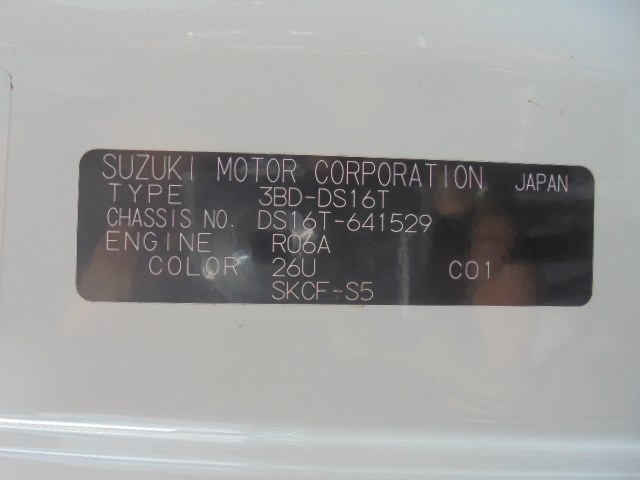 SUZUKI MOTOR CORPORATION JAPAN
TYPE 3BD-DS16T
CHASSIS NO. DS16T-641529
ENGINE R06A
COLOR 26U C01
SKCF-S5